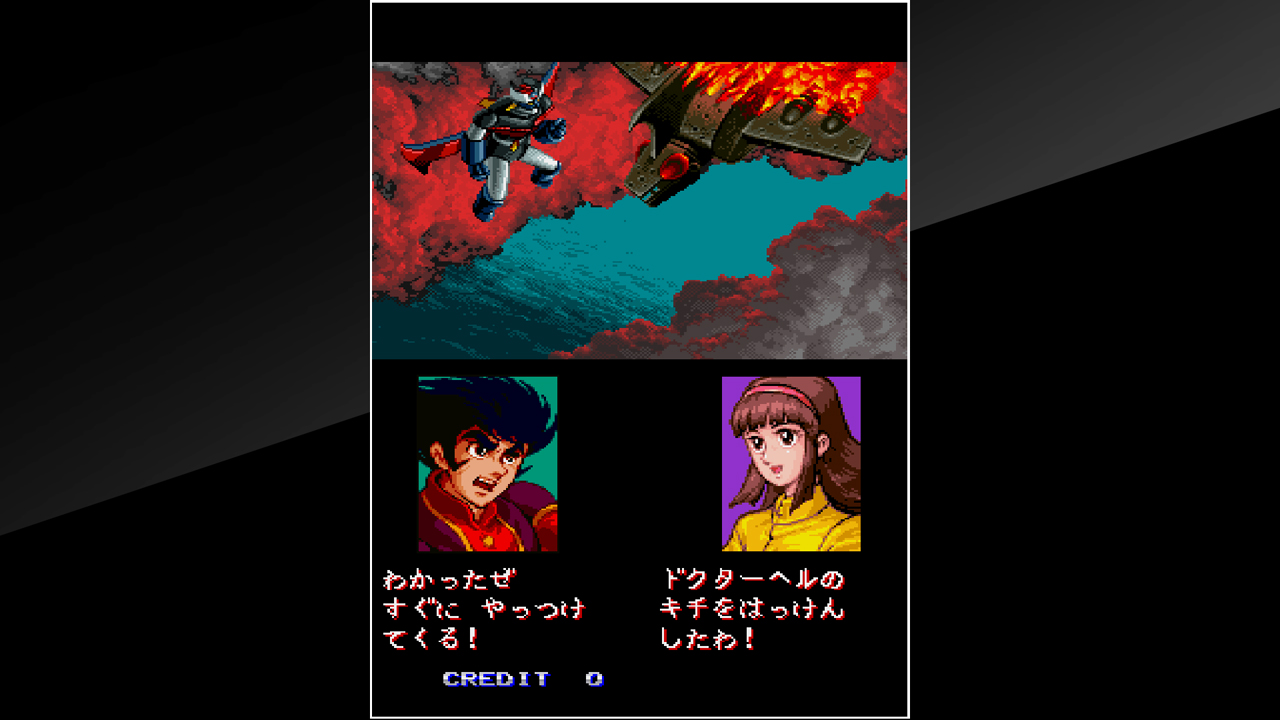 わかったぜ
すぐに やっつけ
てくる!
ドクターヘルの
キチをはっけん
したわ!
CREDIT 0